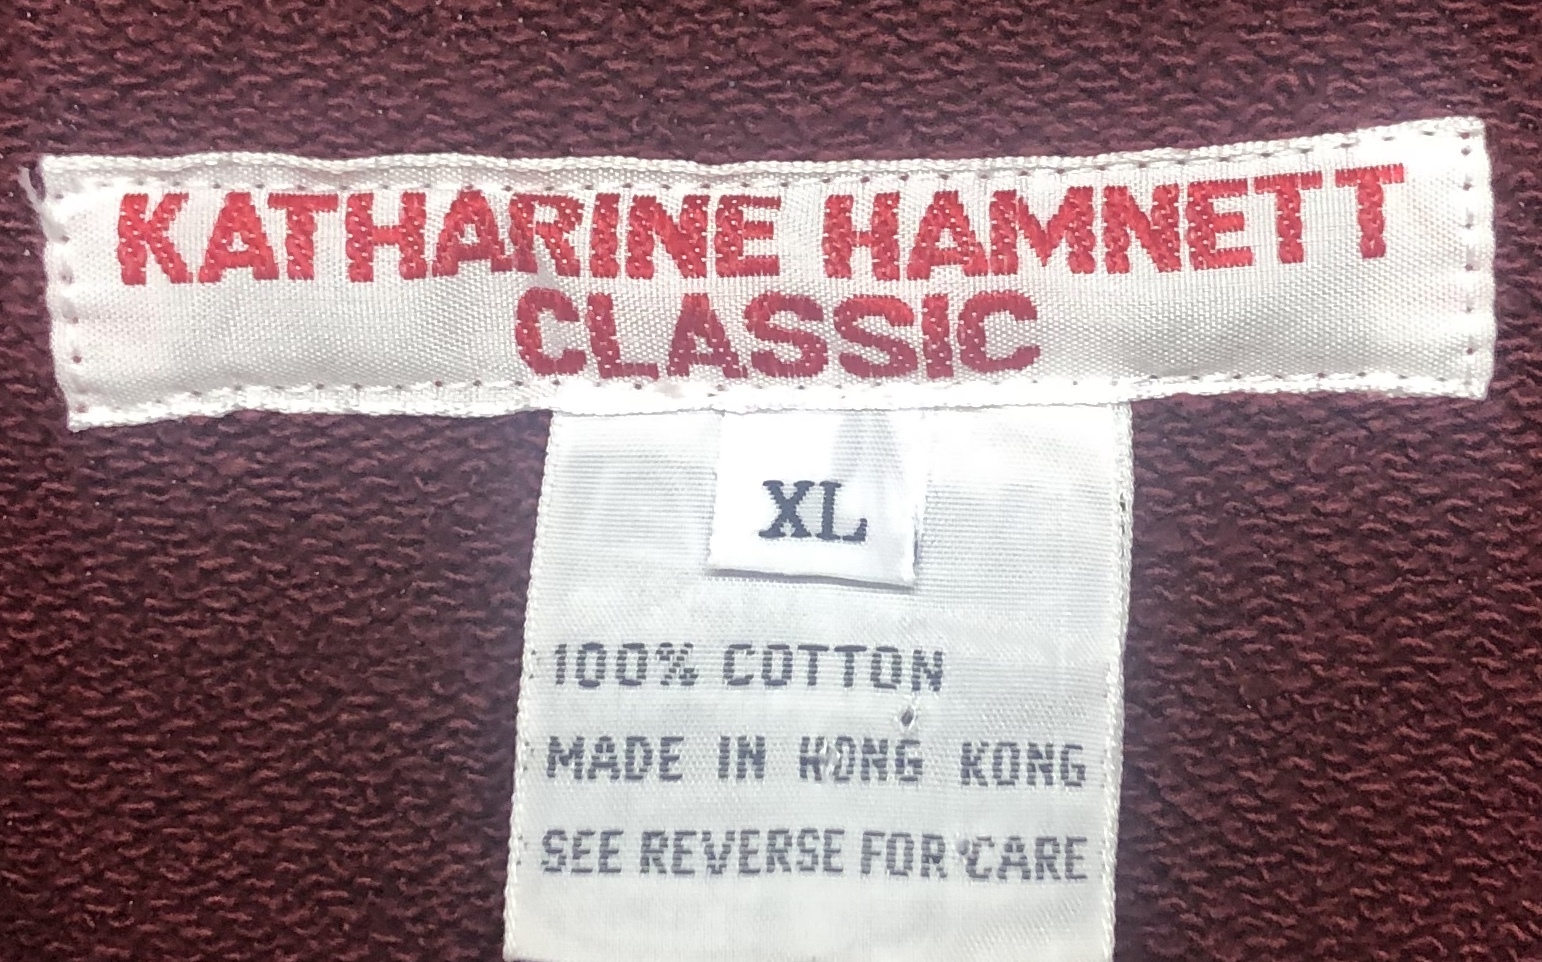 KATHARINE HAMNETT
CLASSIC
XL
100% COTTON
MADE IN HONG KONG
SEE REVERSE FOR CARE